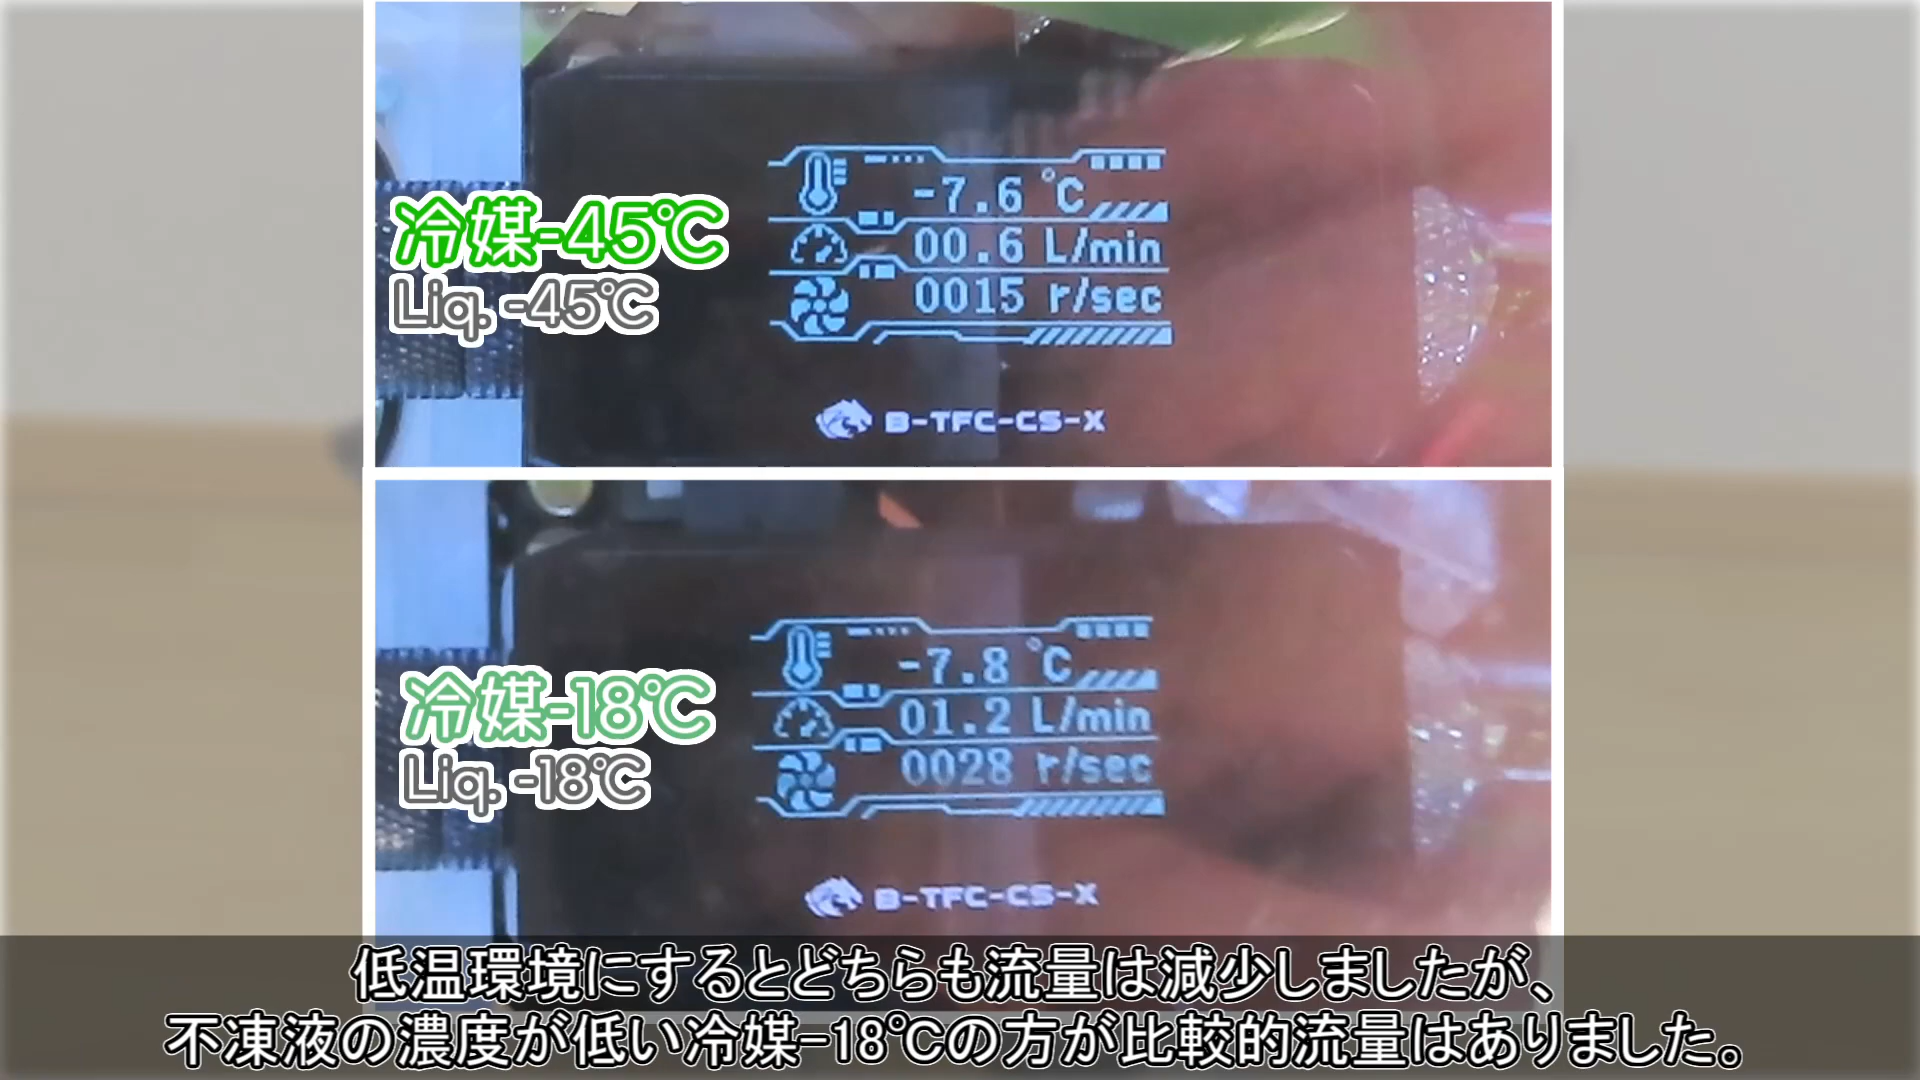 -7.6 ℃
00.6 L/min
0015 r/sec
B-TFC-CS-X
冷媒-45℃
Liq. -45℃
-7.8 ℃
01.2 L/min
0028 r/sec
B-TFC-CS-X
冷媒-18℃
Liq. -18℃
低温環境にするとどちらも流量は減少しましたが、
不凍液の濃度が低い冷媒-18℃の方が比較的流量はありました。